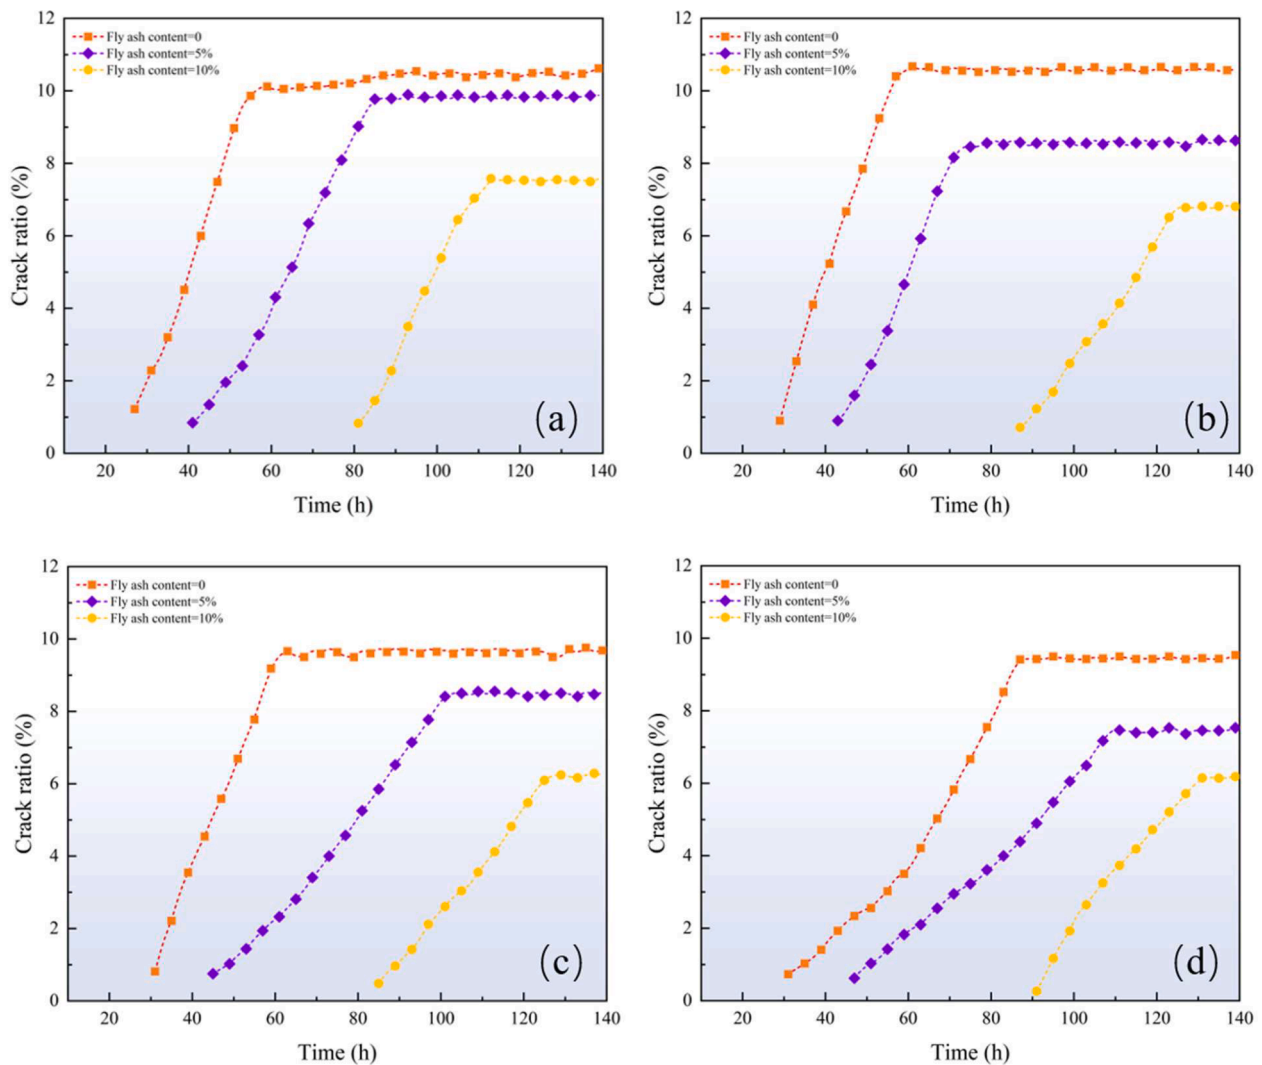 12
10
8
6
4
2
0
Crack ratio (%)
Fly ash content=0
Fly ash content=5%
Fly ash content=10%
(a)
20 40 60 80 100 120 140
Time (h)
12
10
8
6
4
2
0
Crack ratio (%)
Fly ash content=0
Fly ash content=5%
Fly ash content=10%
(b)
20 40 60 80 100 120 140
Time (h)
12
10
8
6
4
2
0
Crack ratio (%)
Fly ash content=0
Fly ash content=5%
Fly ash content=10%
(c)
20 40 60 80 100 120 140
Time (h)
12
10
8
6
4
2
0
Crack ratio (%)
Fly ash content=0
Fly ash content=5%
Fly ash content=10%
(d)
20 40 60 80 100 120 140
Time (h)